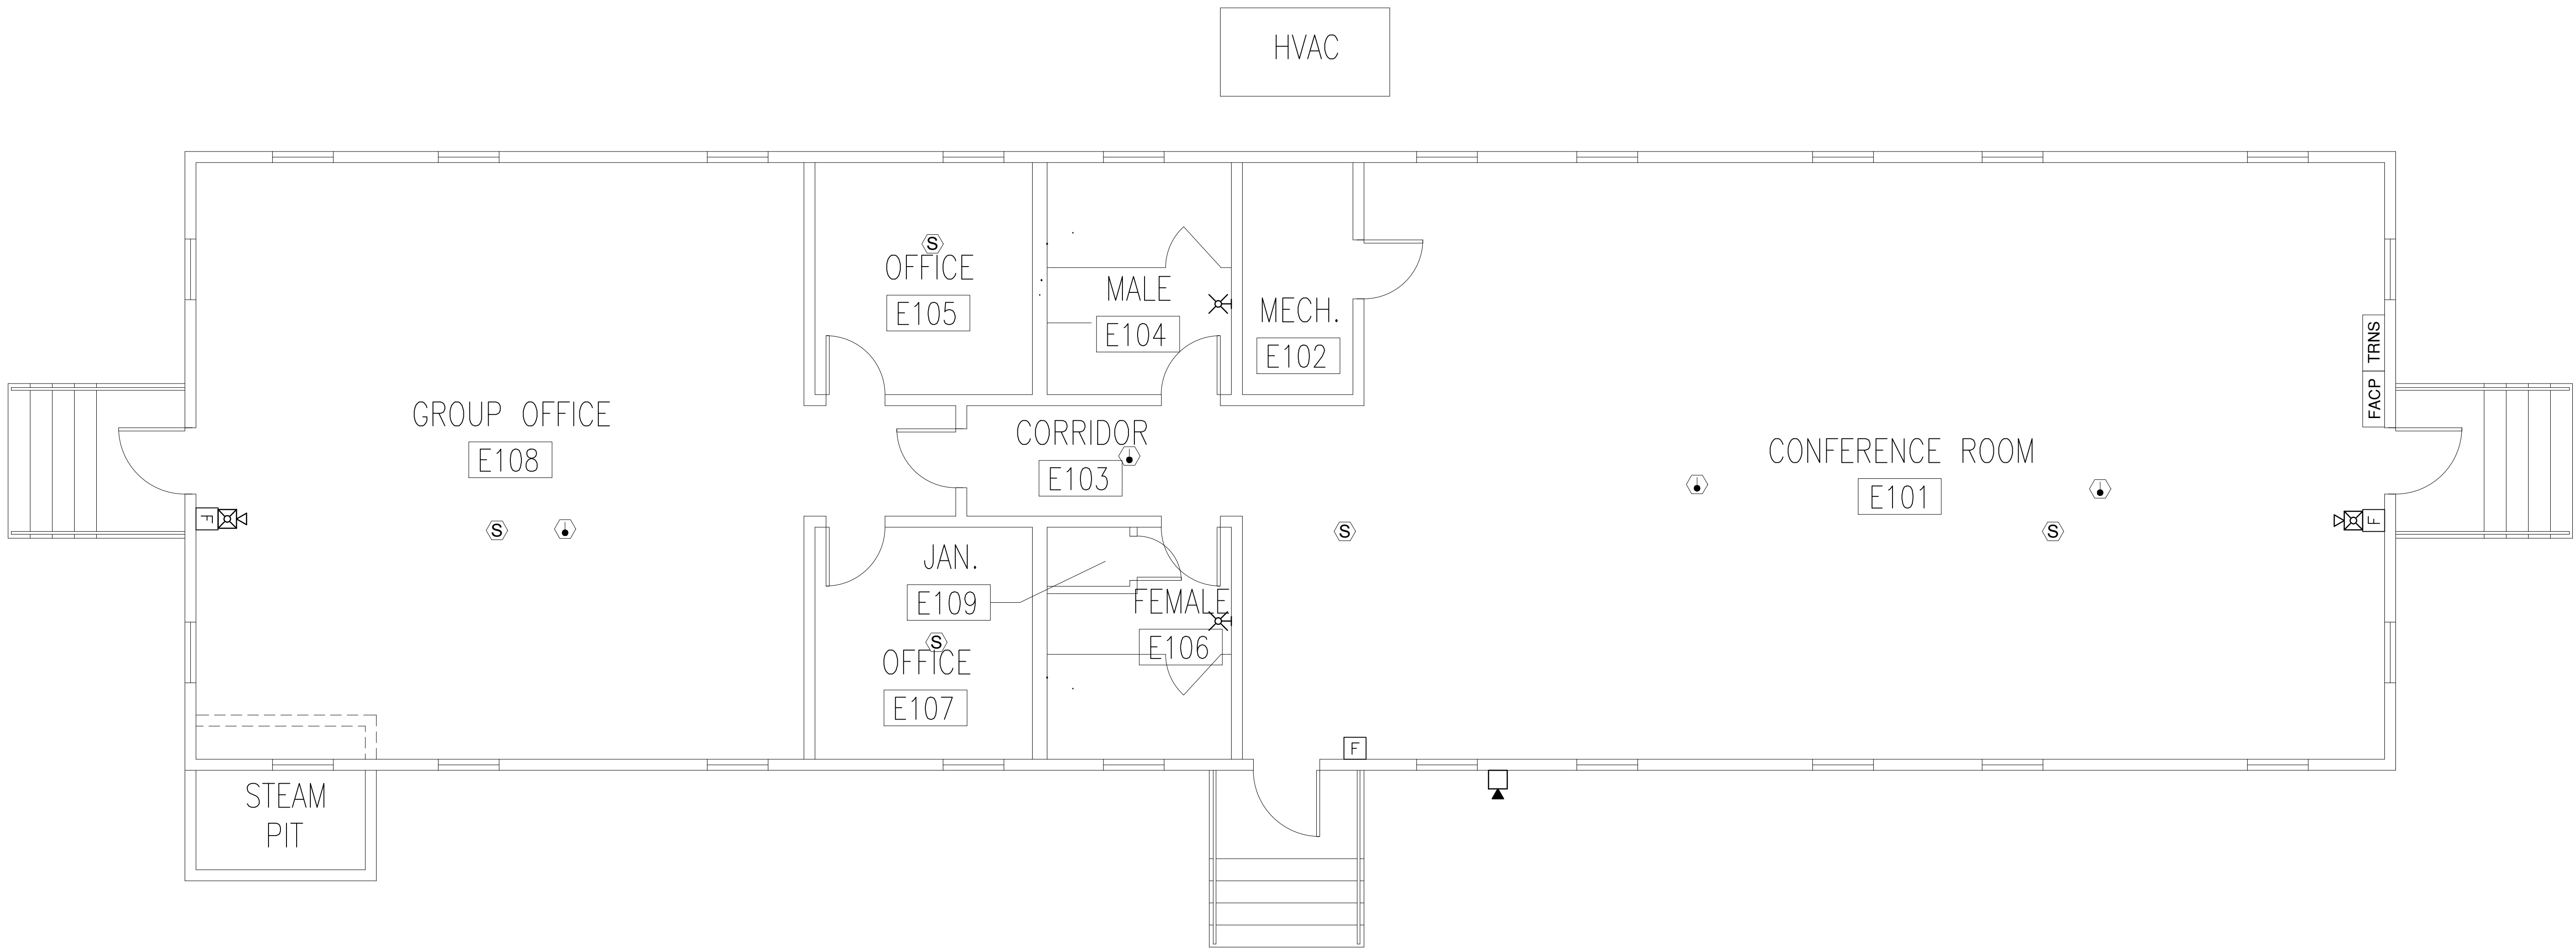 HVAC
S
OFFICE
E105
MALE
E104
MECH.
E102
TRNS
FACP
GROUP OFFICE
E108
CORRIDOR
E103
CONFERENCE ROOM
E101
F
S
S
S
F
JAN.
E109
FEMALE
E106
S
OFFICE
E107
F
STEAM
PIT